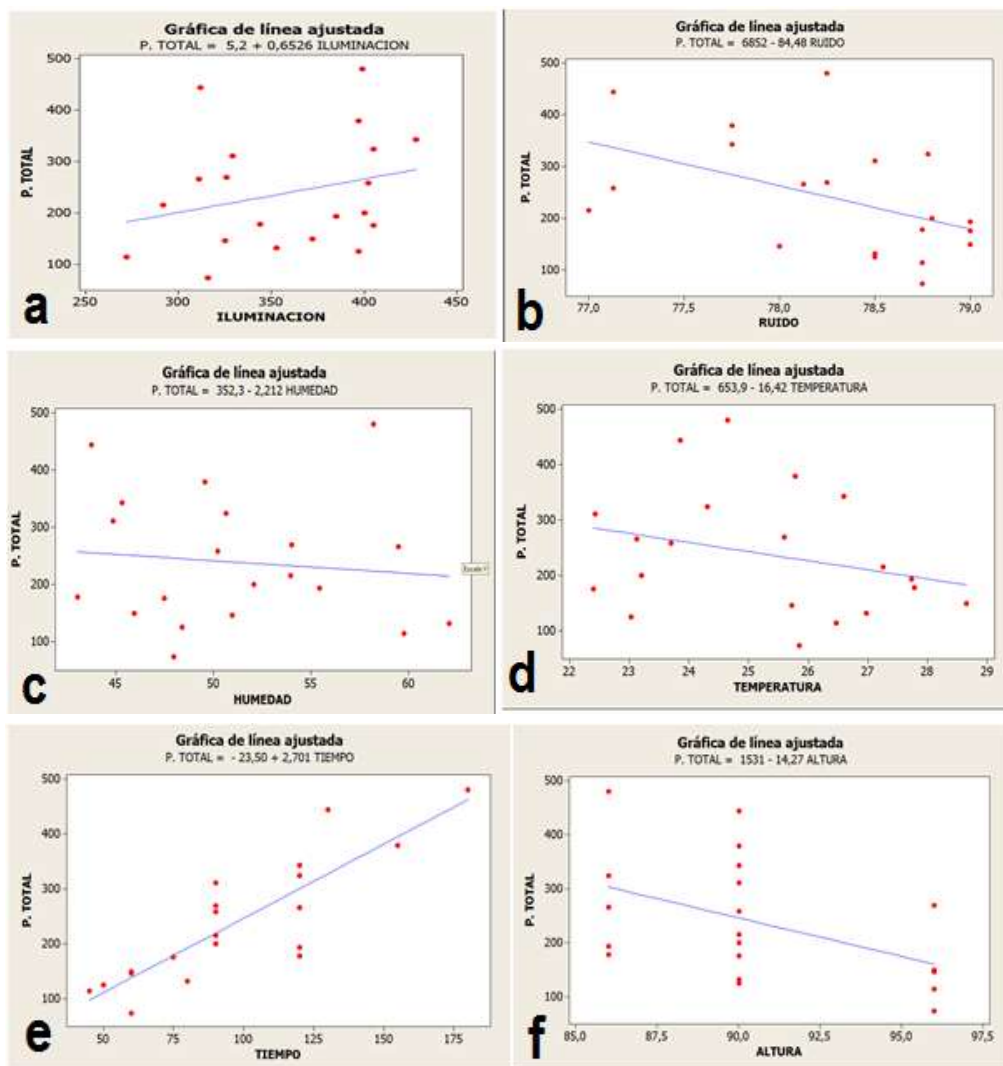 Gráfica de línea ajustada
P. TOTAL = 5,2 + 0,6526 ILUMINACION
500
400
300
200
100
P. TOTAL
250 300 350 400 450
ILUMINACION
a
Gráfica de línea ajustada
P. TOTAL = 6852 - 84,48 RUIDO
500
400
300
200
100
P. TOTAL
77,0 77,5 78,0 78,5 79,0
RUIDO
b
Gráfica de línea ajustada
P. TOTAL = 352,3 - 2,212 HUMEDAD
500
400
300
200
100
P. TOTAL
45 50 55 60
HUMEDAD
c
Gráfica de línea ajustada
P. TOTAL = 653,9 - 16,42 TEMPERATURA
500
400
300
200
100
P. TOTAL
22 23 24 25 26 27 28 29
TEMPERATURA
d
Gráfica de línea ajustada
P. TOTAL = - 23,50 + 2,701 TIEMPO
500
400
300
200
100
P. TOTAL
50 75 100 125 150 175
TIEMPO
e
Gráfica de línea ajustada
P. TOTAL = 1531 - 14,27 ALTURA
500
400
300
200
100
P. TOTAL
85,0 87,5 90,0 92,5 95,0 97,5
ALTURA
f